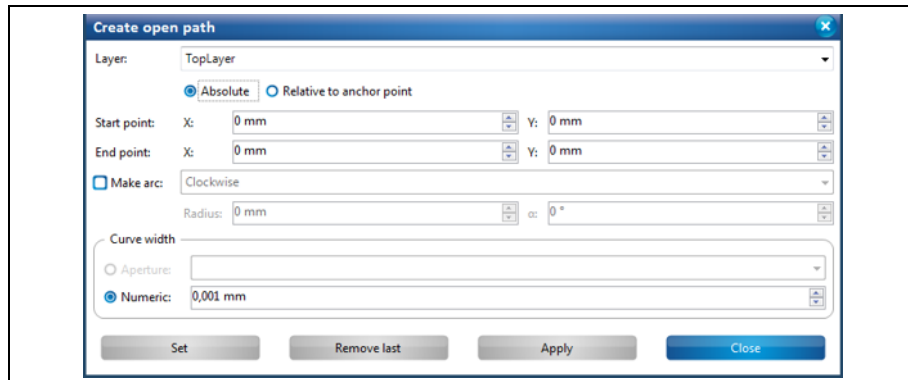 Create open path
Layer: TopLayer
Absolute Relative to anchor point
Start point: X: 0 mm Y: 0 mm
End point: X: 0 mm Y: 0 mm
Make arc: Clockwise
Radius: 0 mm α: 0 °
Curve width
Aperture:
Numeric: 0,001 mm
Set Remove last Apply Close